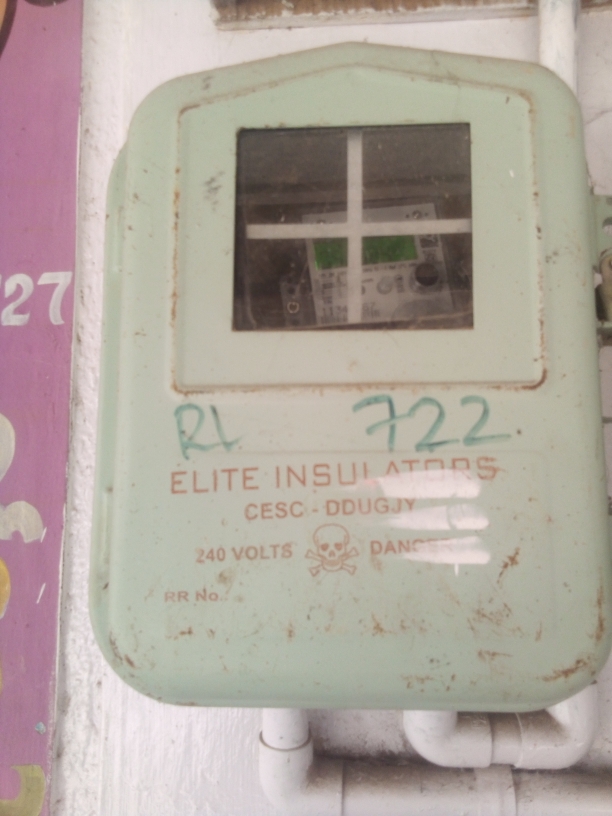 27
RL 722
ELITE INSULATORS
CESC - DDUGJY
240 VOLTS DANGER
RR No.